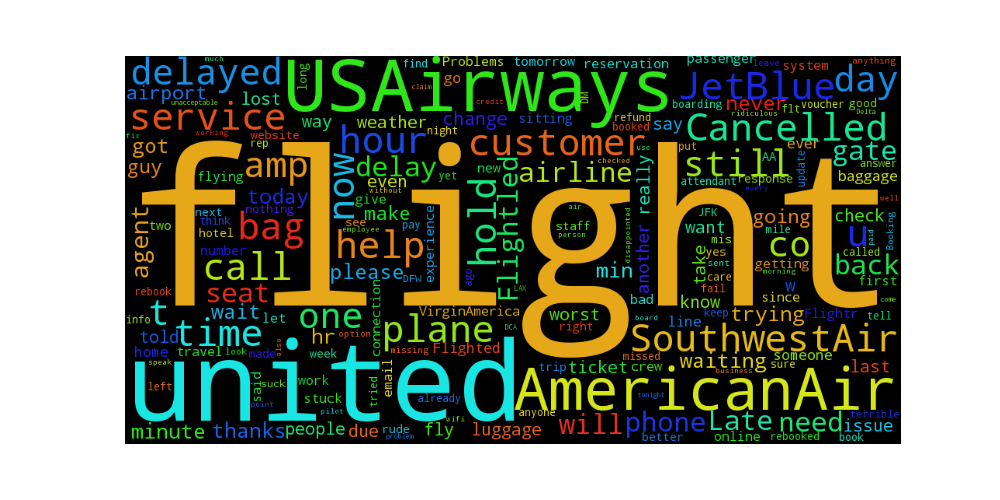 much
find
Problems
tomorrow
reservation
passenger
leave
system
anything
delayed
USAirways
long
go
claim
DM
credit
JetBlue
day
airport
lost
unacceptable
boarding
never
flt
voucher
good
Delta
ridiculous
service
way
weather
change
sitting
refund
booked
say
Cancelled
fix
working
website
rep
hour
night
customer
use
put
ever
gate
got
guy
amp
now
delay
yet
new
checked
airline
really
still
AA
update
answer
flying
even
without
Flightled
attendant
response
baggage
every
well
flight
today
nothing
bag
give
make
hold
air
staff
person
disappointed
another
JFK
want
mile
going
check
u
Booking
paid
agent
two
next
think
hotel
see
pay
experience
employee
help
mis
yes
called
back
first
number
call
please
DFW
ago
min
take
sent
care
fail
getting
morning
rebook
seat
LAX
bad
know
W
since
co
come
info
t
time
wait
let
one
connection
VirginAmerica
worst
right
board
line
keep
trying
Flightr
tell
told
hr
option
plane
DCA
SouthwestAir
home
travel
look
made
also
week
missing
Flighted
missed
waiting
someone
sure
last
speak
united
said
suck
work
tried
email
trip
ticket
crew
business
left
stuck
already
AmericanAir
tonight
point
pilot
wifi
anyone
terrible
minute
thanks
people
due
rude
problem
fly
luggage
will
phone
better
Late
online
need
rebooked
issue
book